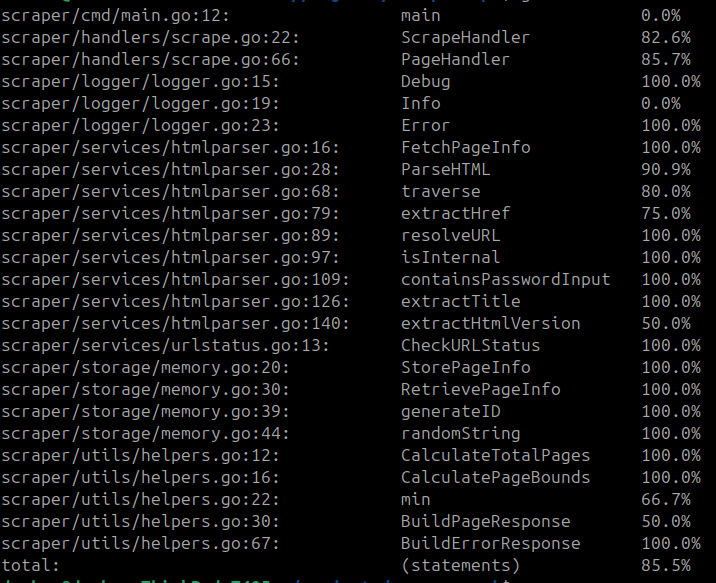 scraper/cmd/main.go:12: main 0.0%
scraper/handlers/scrape.go:22: ScrapeHandler 82.6%
scraper/handlers/scrape.go:66: PageHandler 85.7%
scraper/logger/logger.go:15: Debug 100.0%
scraper/logger/logger.go:19: Info 0.0%
scraper/logger/logger.go:23: Error 100.0%
scraper/services/htmlparser.go:16: FetchPageInfo 100.0%
scraper/services/htmlparser.go:28: ParseHTML 90.9%
scraper/services/htmlparser.go:68: traverse 80.0%
scraper/services/htmlparser.go:79: extractHref 75.0%
scraper/services/htmlparser.go:89: resolveURL 100.0%
scraper/services/htmlparser.go:97: isInternal 100.0%
scraper/services/htmlparser.go:109: containsPasswordInput 100.0%
scraper/services/htmlparser.go:126: extractTitle 100.0%
scraper/services/htmlparser.go:140: extractHtmlVersion 50.0%
scraper/services/urlstatus.go:13: CheckURLStatus 100.0%
scraper/storage/memory.go:20: StorePageInfo 100.0%
scraper/storage/memory.go:30: RetrievePageInfo 100.0%
scraper/storage/memory.go:39: generateID 100.0%
scraper/storage/memory.go:44: randomString 100.0%
scraper/utils/helpers.go:12: CalculateTotalPages 100.0%
scraper/utils/helpers.go:16: CalculatePageBounds 100.0%
scraper/utils/helpers.go:22: min 66.7%
scraper/utils/helpers.go:30: BuildPageResponse 50.0%
scraper/utils/helpers.go:67: BuildErrorResponse 100.0%
total: (statements) 85.5%